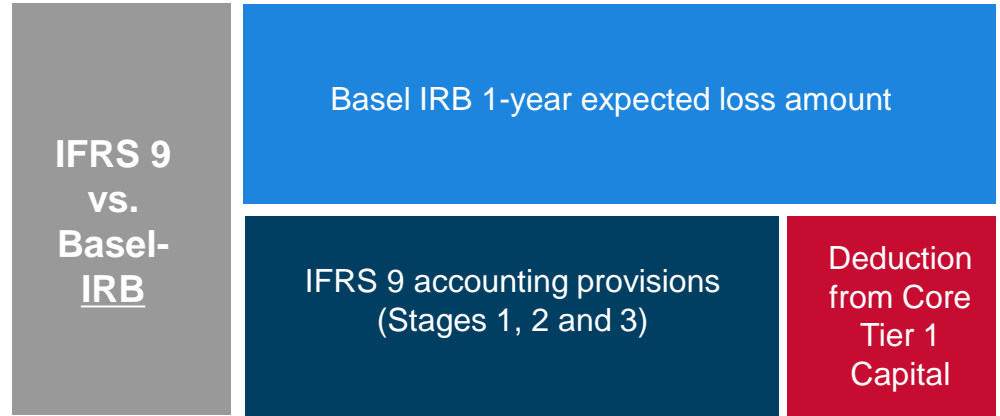 IFRS 9
vs.
Basel-
IRB
Basel IRB 1-year expected loss amount
IFRS 9 accounting provisions
(Stages 1, 2 and 3)
Deduction
from Core
Tier 1
Capital